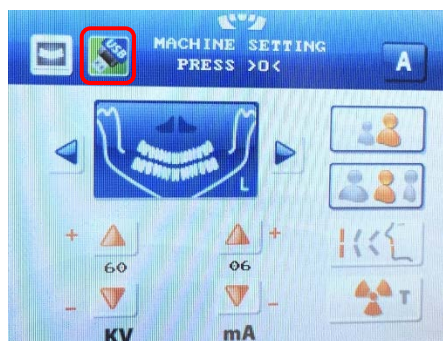 USB
MACHINE SETTING
PRESS >O<
A
L
+
+
60
06
-
-
T
KV
mA